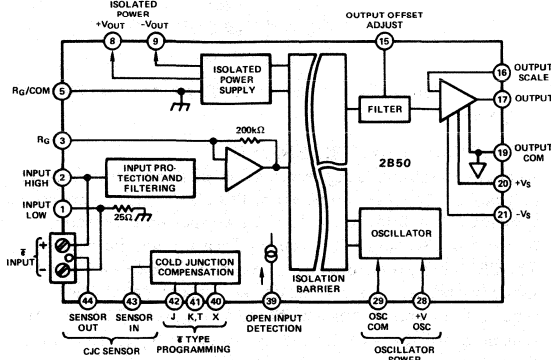 ISOLATED
POWER
+VOUT -VOUT
8 9
OUTPUT OFFSET
ADJUST
15
RG/COM 5
ISOLATED
POWER
SUPPLY
16 OUTPUT
SCALE
17 OUTPUT
FILTER
RG 3
200kΩ
2B50
19 OUTPUT
COM
INPUT
HIGH 2
INPUT PRO-
TECTION AND
FILTERING
20 +VS
INPUT
LOW 1
25Ω
21 -VS
OSCILLATOR
+
INPUT
-
COLD JUNCTION
COMPENSATION
ISOLATION
BARRIER
44 43 42 41 40 39 29 28
SENSOR
OUT
SENSOR
IN
J K,T X
OPEN INPUT
DETECTION
OSC
COM
+V
OSC
CJC SENSOR
TYPE
PROGRAMMING
OSCILLATOR
POWER